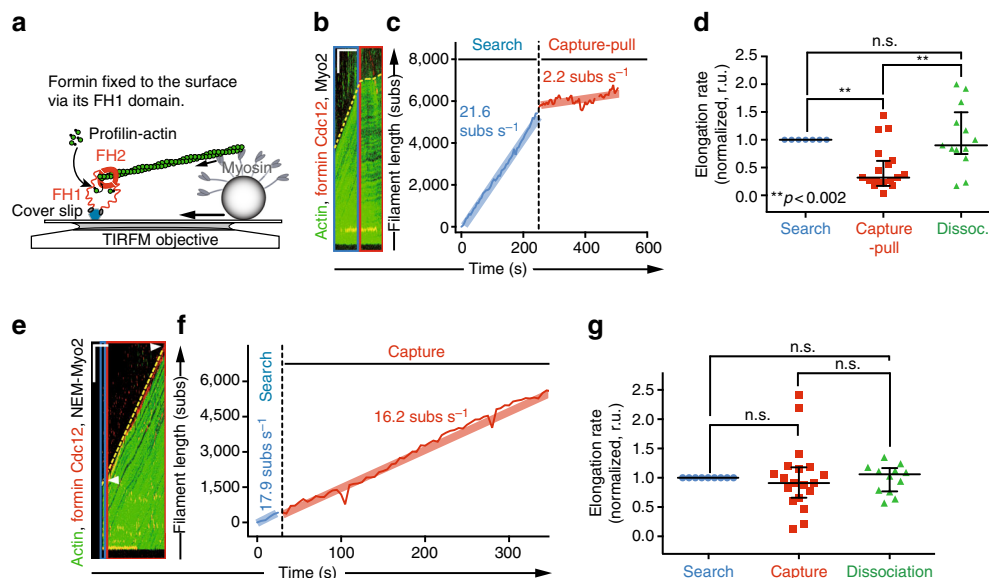 a
Formin fixed to the surface
via its FH1 domain.
Profilin-actin
FH2
Myosin
FH1
Cover slip
TIRFM objective
b
Actin, formin Cdc12, Myo2
c
Search
Capture-pull
Filament length (subs)
8,000
6,000
4,000
2,000
0
21.6
subs s⁻¹
2.2 subs s⁻¹
0
200
400
600
Time (s)
d
n.s.
**
**
Elongation rate
(normalized, r.u.)
2.5
2.0
1.5
1.0
0.5
0.0
**p < 0.002
Search
Capture
-pull
Dissoc.
e
Actin, formin Cdc12, NEM-Myo2
f
Search
Capture
Filament length (subs)
6,000
4,500
3,000
1,500
0
17.9 subs s⁻¹
16.2 subs s⁻¹
0
100
200
300
Time (s)
g
n.s.
n.s.
n.s.
Elongation rate
(normalized, r.u.)
2.5
2.0
1.5
1.0
0.5
0.0
Search
Capture
Dissociation